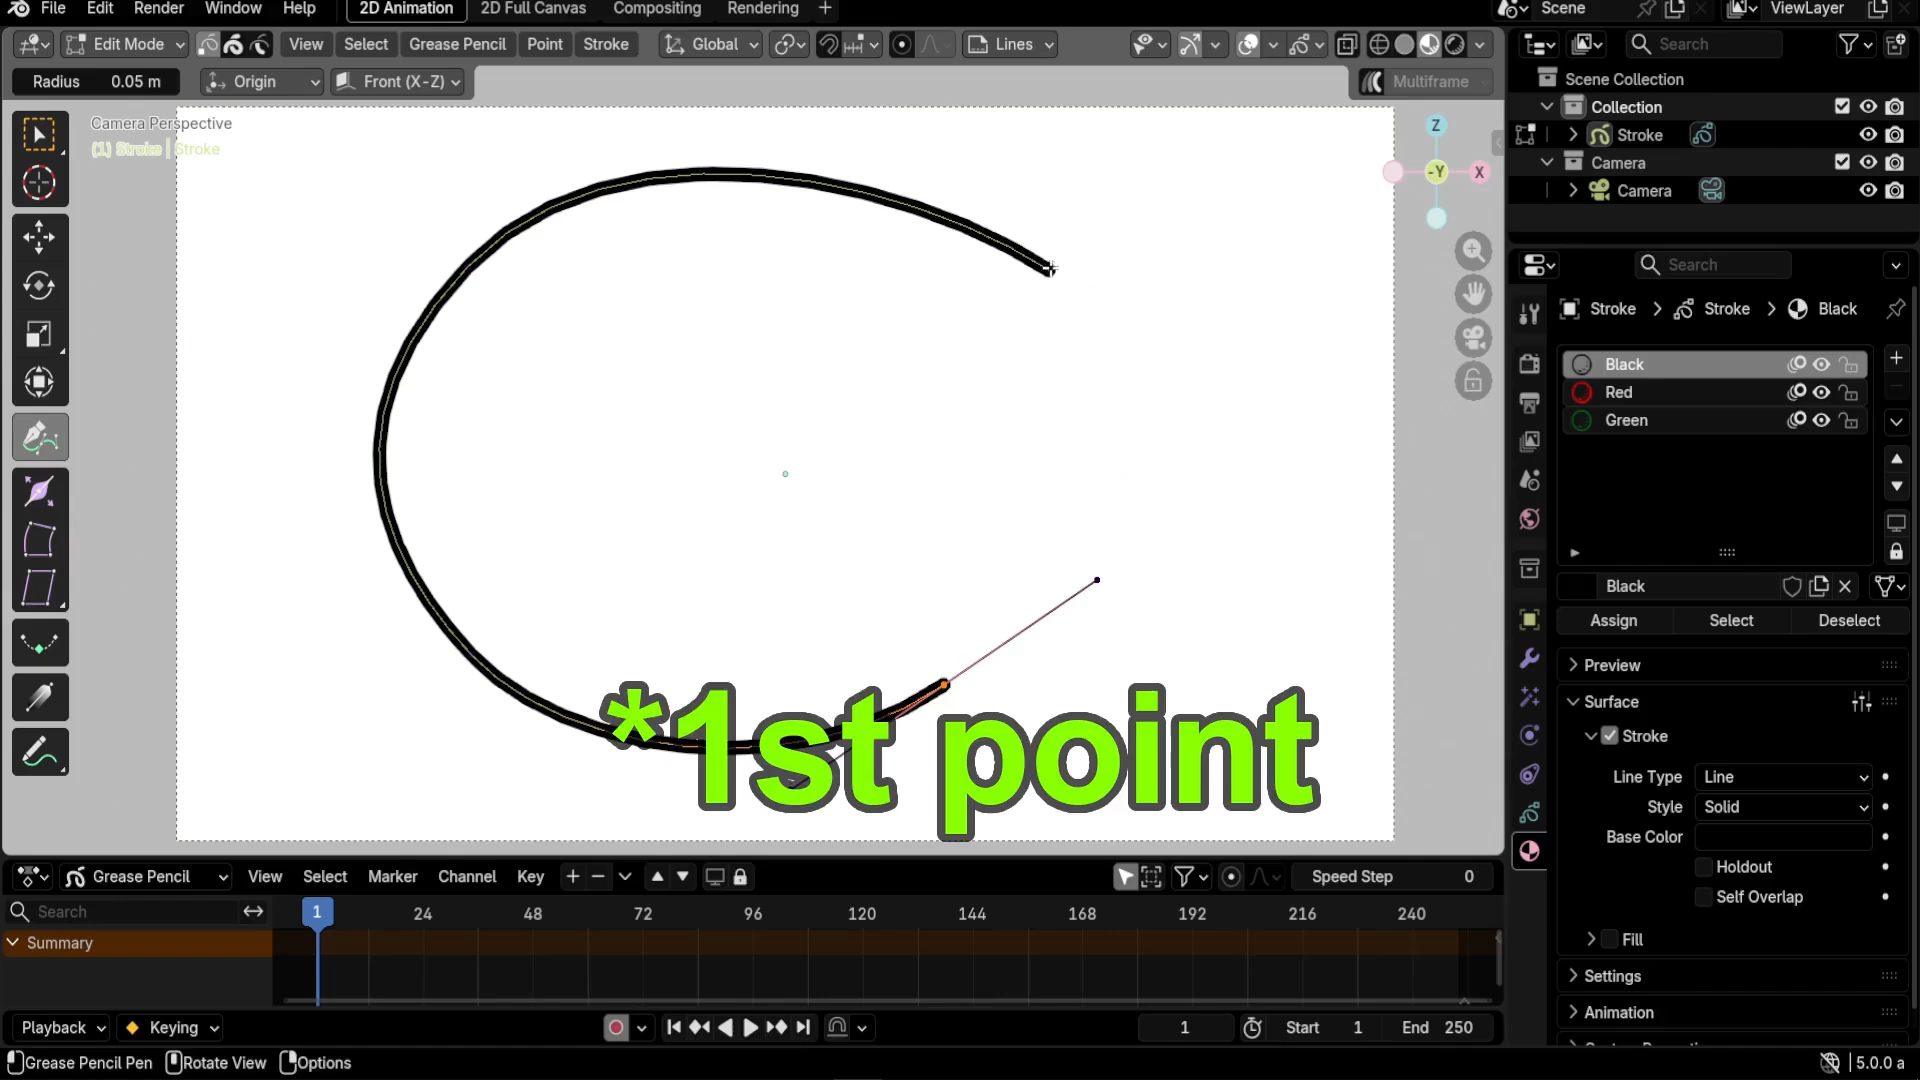 File Edit Render Window Help 2D Animation 2D Full Canvas Compositing Rendering + Scene ViewLayer
Edit Mode View Select Grease Pencil Point Stroke Global Lines Search
Radius 0.05 m Origin Front (X-Z) Multiframe
Scene Collection
Collection
Stroke
Camera
Camera
Camera Perspective
(1) Stroke | Stroke
Z
-Y X
Search
Stroke > Stroke > Black
Black
Red
Green
Black
Assign Select Deselect
Preview
Surface
Stroke
Line Type Line
Style Solid
Base Color
Holdout
Self Overlap
Fill
Settings
Animation
*1st point
Grease Pencil View Select Marker Channel Key Speed Step 0
Search 1 24 48 72 96 120 144 168 192 216 240
Summary
Playback Keying 1 Start 1 End 250
Grease Pencil Pen Rotate View Options 5.0.0 a